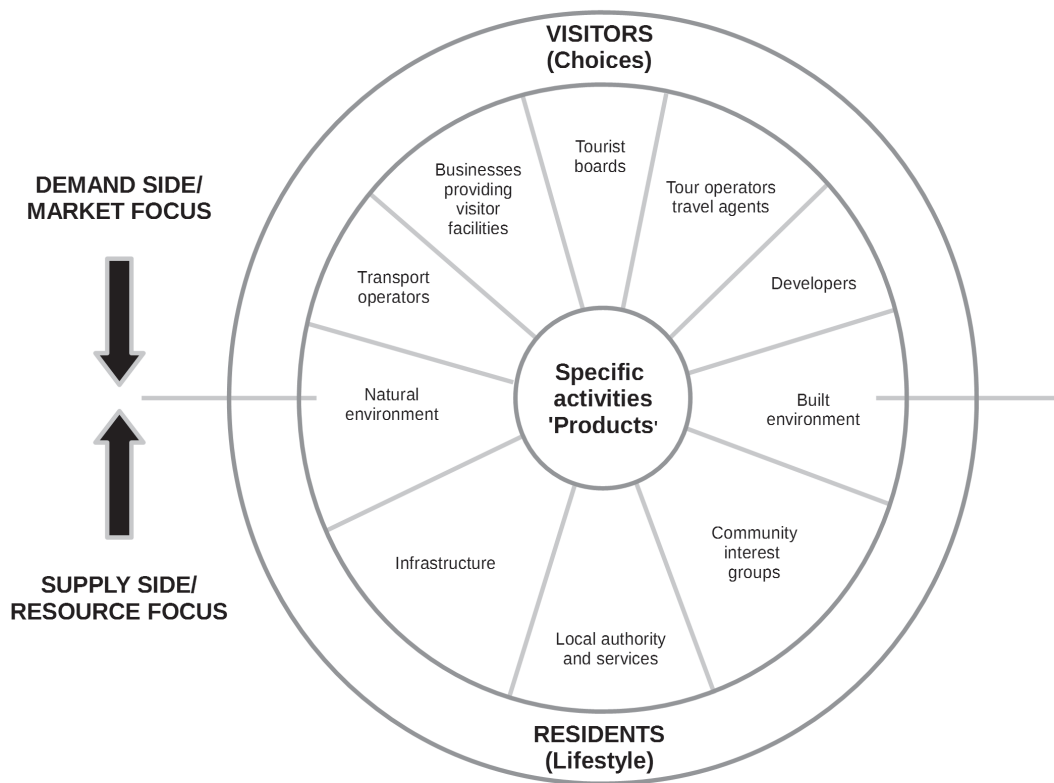 VISITORS
(Choices)
DEMAND SIDE/
MARKET FOCUS
Tourist
boards
Businesses
providing
visitor
facilities
Tour operators
travel agents
Transport
operators
Developers
Specific
activities
'Products'
Natural
environment
Built
environment
Infrastructure
Community
interest
groups
Local authority
and services
SUPPLY SIDE/
RESOURCE FOCUS
RESIDENTS
(Lifestyle)